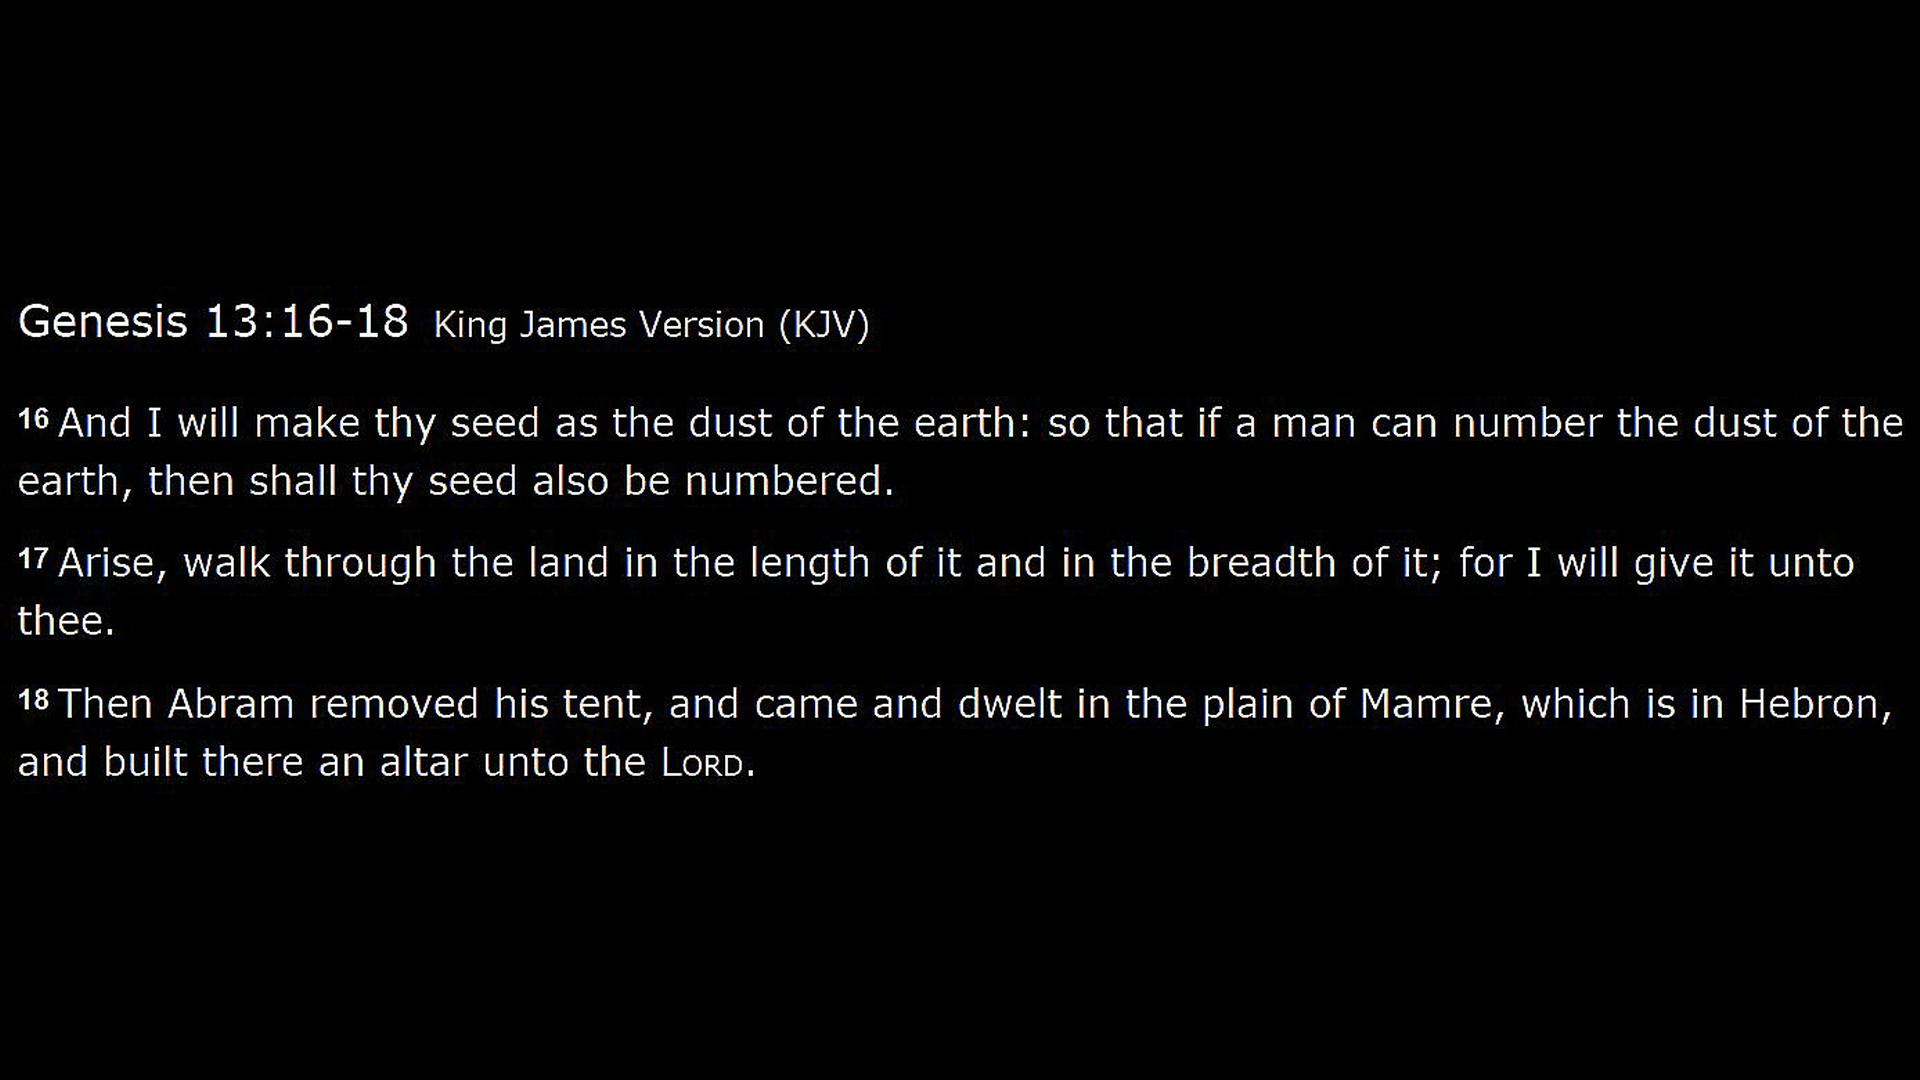 Genesis 13:16-18 King James Version (KJV)
16 And I will make thy seed as the dust of the earth: so that if a man can number the dust of the
earth, then shall thy seed also be numbered.
17 Arise, walk through the land in the length of it and in the breadth of it; for I will give it unto
thee.
18 Then Abram removed his tent, and came and dwelt in the plain of Mamre, which is in Hebron,
and built there an altar unto the LORD.